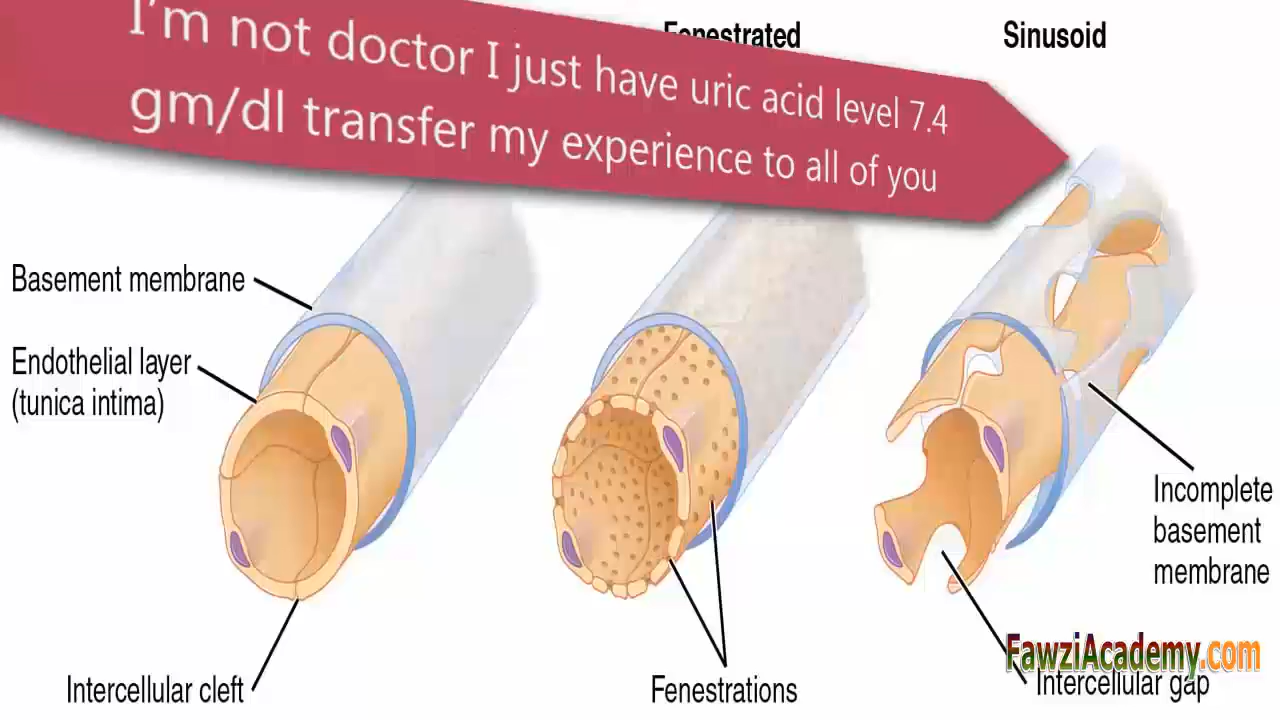 I'm not doctor I just have uric acid level 7.4
gm/dl transfer my experience to all of you
Fenestrated
Sinusoid
Basement membrane
Endothelial layer
(tunica intima)
Incomplete
basement
membrane
FawziAcademy.com
Intercellular cleft
Fenestrations
Intercellular gap